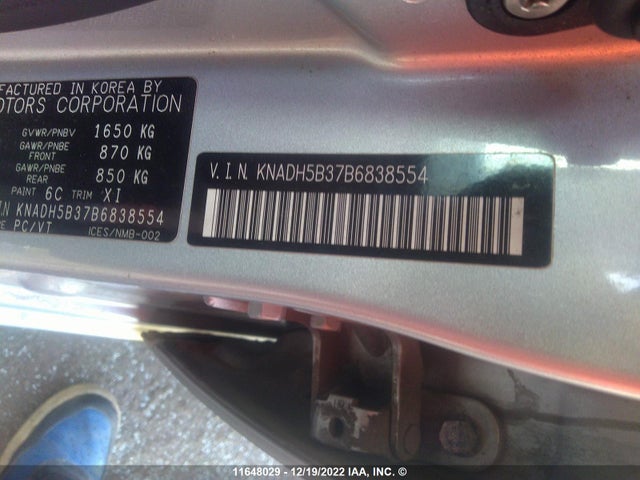 FACTURED IN KOREA BY
OTORS CORPORATION
GVWR/PNBV 1650 KG
GAWR/PNBE FRONT 870 KG
GAWR/PNBE REAR 850 KG
PAINT 6C TRIM XI
I.N KNADH5B37B6838554
PE PC/VT ICES/NMB-002
V.I.N. KNADH5B37B6838554
11648029 - 12/19/2022 IAA, INC. ©